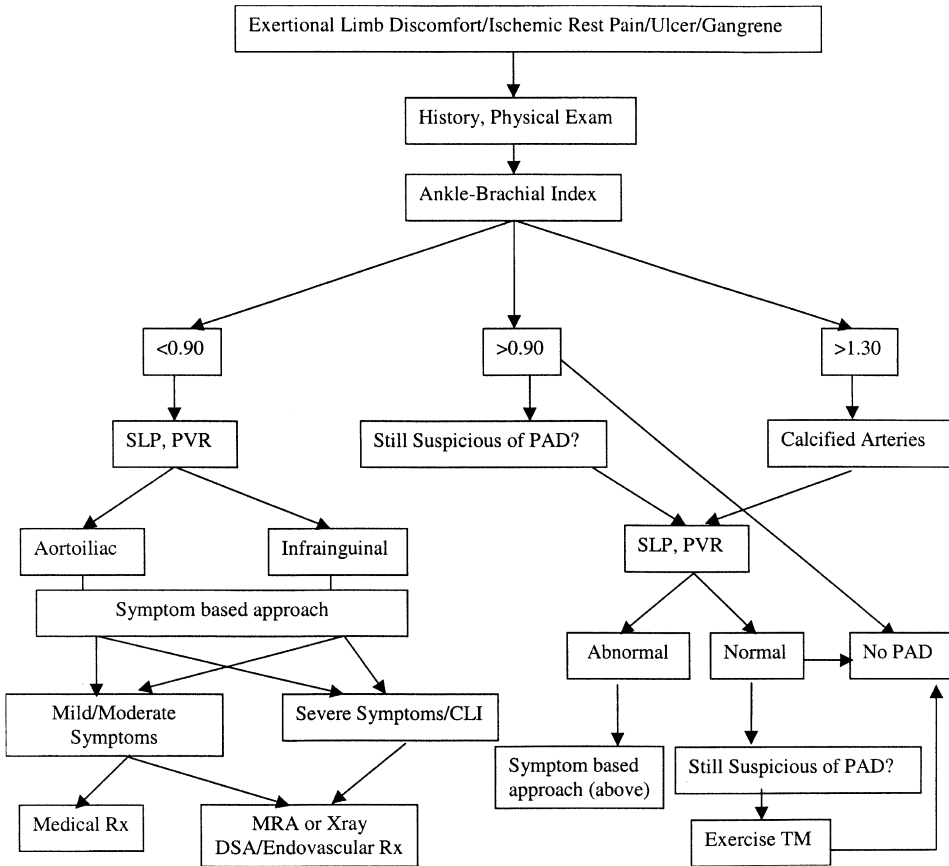 Exertional Limb Discomfort/Ischemic Rest Pain/Ulcer/Gangrene
History, Physical Exam
Ankle-Brachial Index
<0.90
>0.90
>1.30
SLP, PVR
Still Suspicious of PAD?
Calcified Arteries
Aortoiliac
Infrainguinal
SLP, PVR
Symptom based approach
Abnormal
Normal
No PAD
Mild/Moderate
Symptoms
Severe Symptoms/CLI
Symptom based
approach (above)
Still Suspicious of PAD?
Medical Rx
MRA or Xray
DSA/Endovascular Rx
Exercise TM